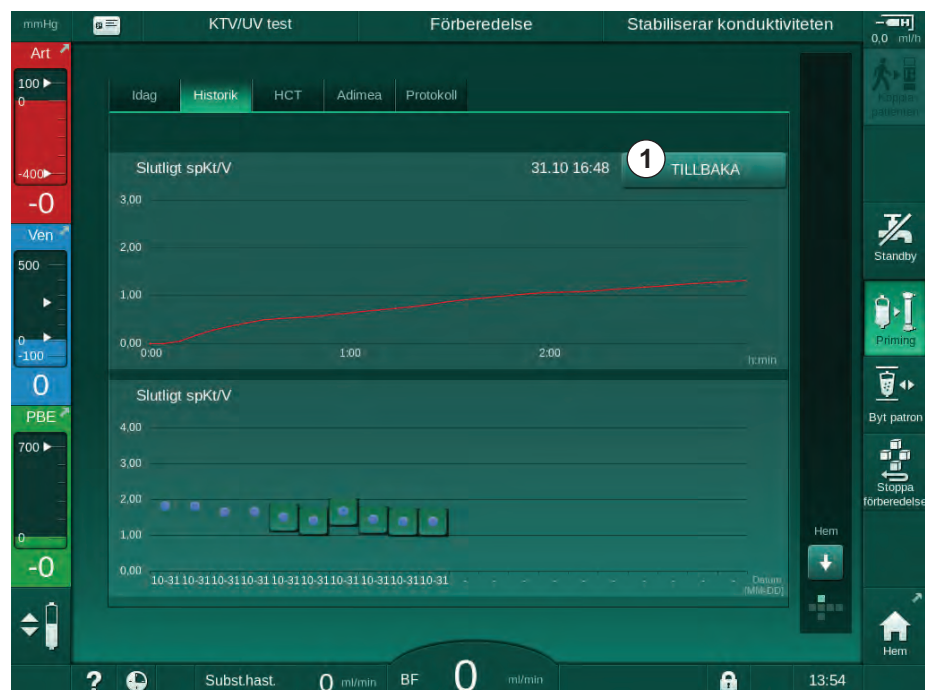 mmHg
KTV/UV test
Förberedelse
Stabiliserar konduktiviteten
0,0 ml/h
Art
100
0
-400
-0
Ven
500
0
-100
0
PBE
700
0
-0
Idag
Historik
HCT
Adimea
Protokoll
Slutligt spKt/V
31.10 16:48
1
TILLBAKA
3,00
2,00
1,00
0,00
0:00
1:00
2:00
h:min
Slutligt spKt/V
4,00
3,00
2,00
1,00
0,00
10-31 10-31 10-31 10-31 10-31 10-31 10-31 10-31 10-31 10-31
Datum
(MM-DD)
Hem
Koppla
patienten
Standby
Priming
Byt patron
Stoppa
förberedelse
Hem
?
Subst.hast.
0 ml/min
BF
0
ml/min
13:54